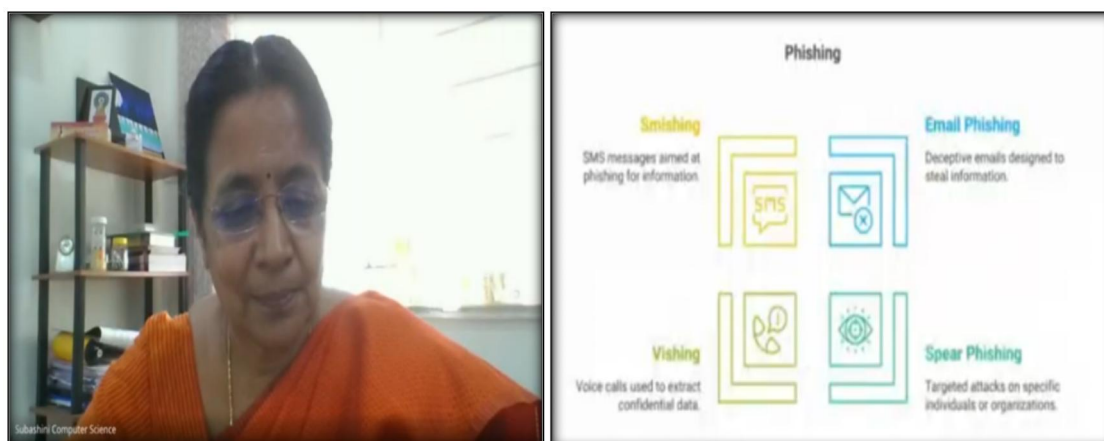 Subashini Computer Science
Phishing
Smishing
SMS messages aimed at
phishing for information.
SMS
Email Phishing
Deceptive emails designed to
steal information.
Vishing
Voice calls used to extract
confidential data.
Spear Phishing
Targeted attacks on specific
individuals or organizations.